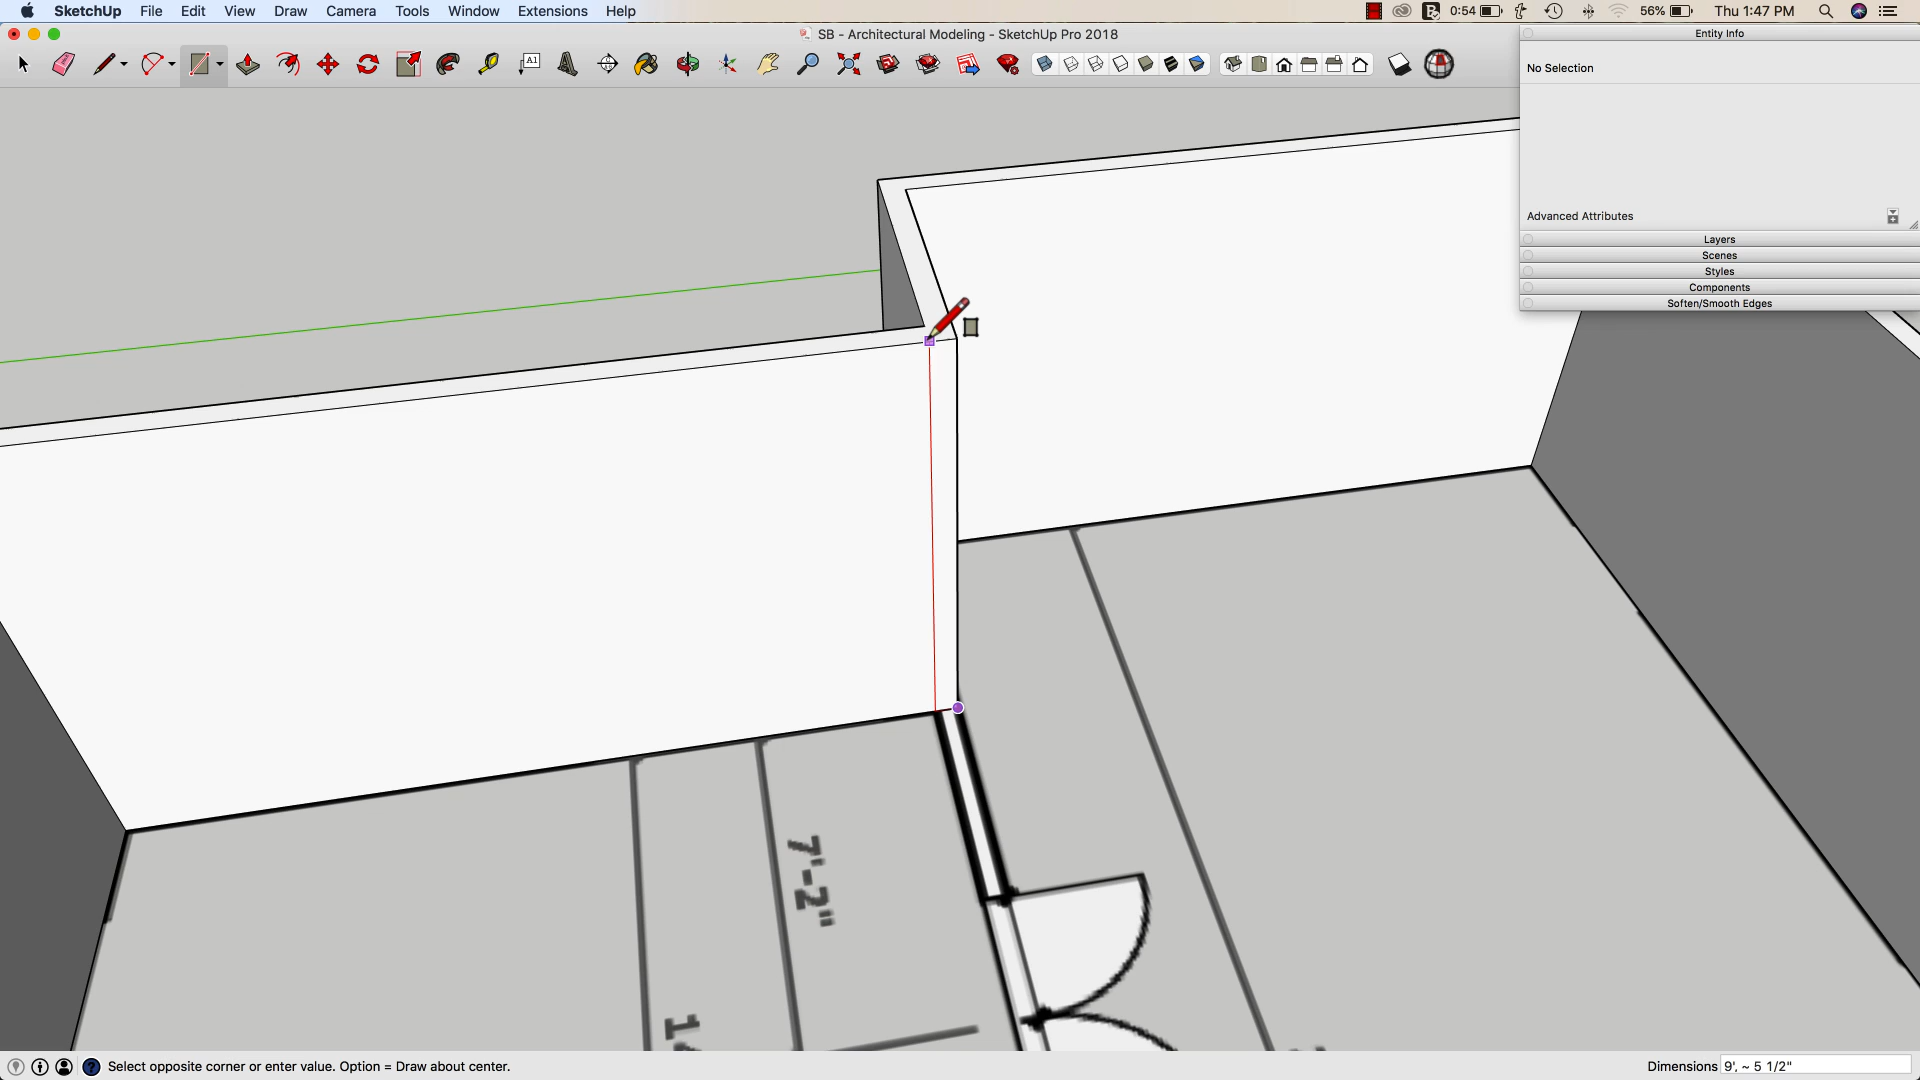 SketchUp File Edit View Draw Camera Tools Window Extensions Help
0:54 56% Thu 1:47 PM
SB - Architectural Modeling - SketchUp Pro 2018
A1
Entity Info
No Selection
Advanced Attributes
Layers
Scenes
Styles
Components
Soften/Smooth Edges
7'-2"
Select opposite corner or enter value. Option = Draw about center.
Dimensions 9', ~ 5 1/2"